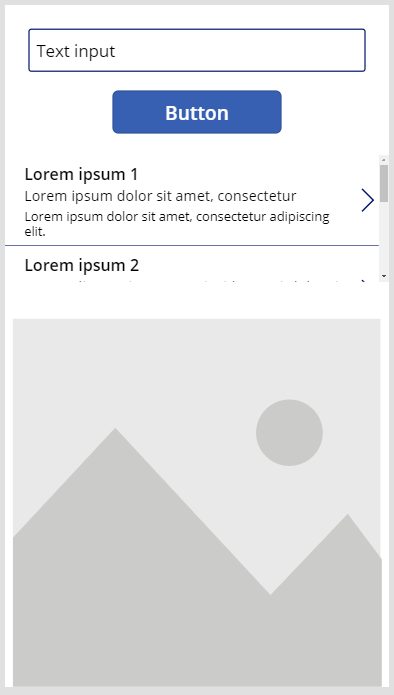 Text input
Button
Lorem ipsum 1
Lorem ipsum dolor sit amet, consectetur
Lorem ipsum dolor sit amet, consectetur adipiscing
elit.
Lorem ipsum 2